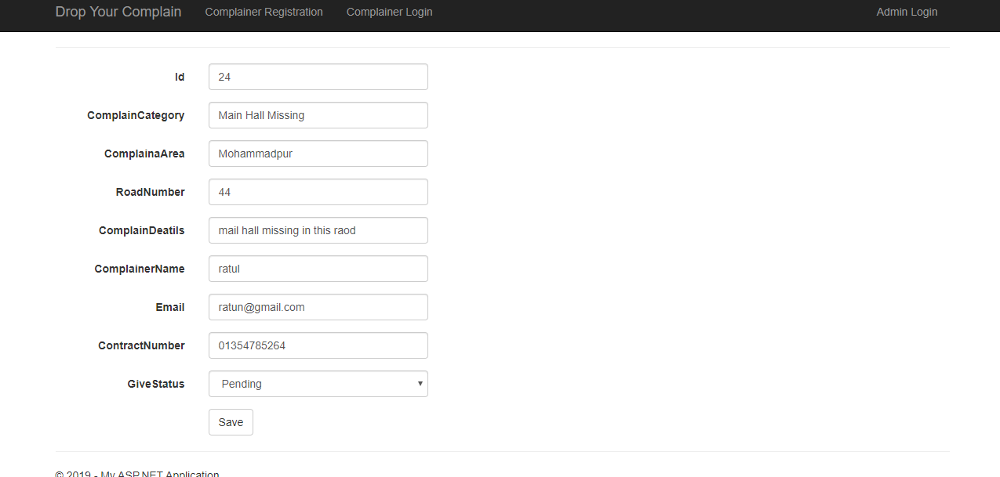 Drop Your Complain Complainer Registration Complainer Login Admin Login
Id 24
ComplainCategory Main Hall Missing
ComplainaArea Mohammadpur
RoadNumber 44
ComplainDeatils mail hall missing in this raod
ComplainerName ratul
Email ratun@gmail.com
ContractNumber 01354785264
GiveStatus Pending
Save
© 2019 - My ASP.NET Application